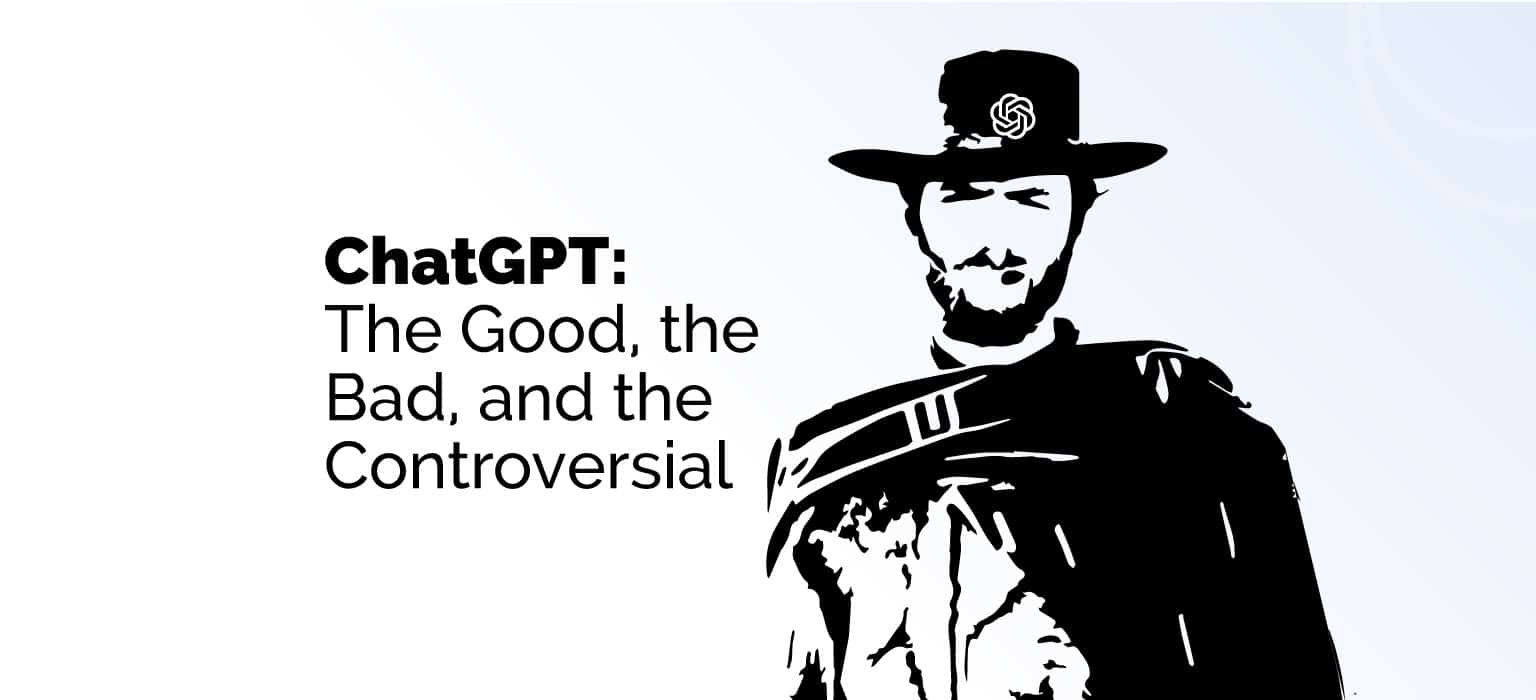 ChatGPT:
The Good, the
Bad, and the
Controversial